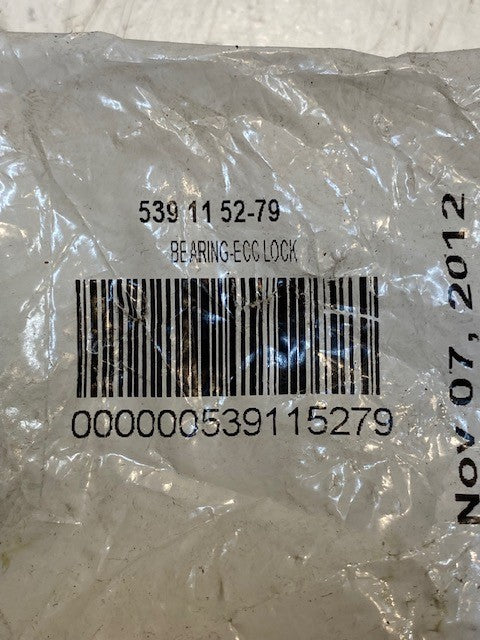 539 11 52-79
BEARING-ECC LOCK
000000539115279
NOV 07, 2012